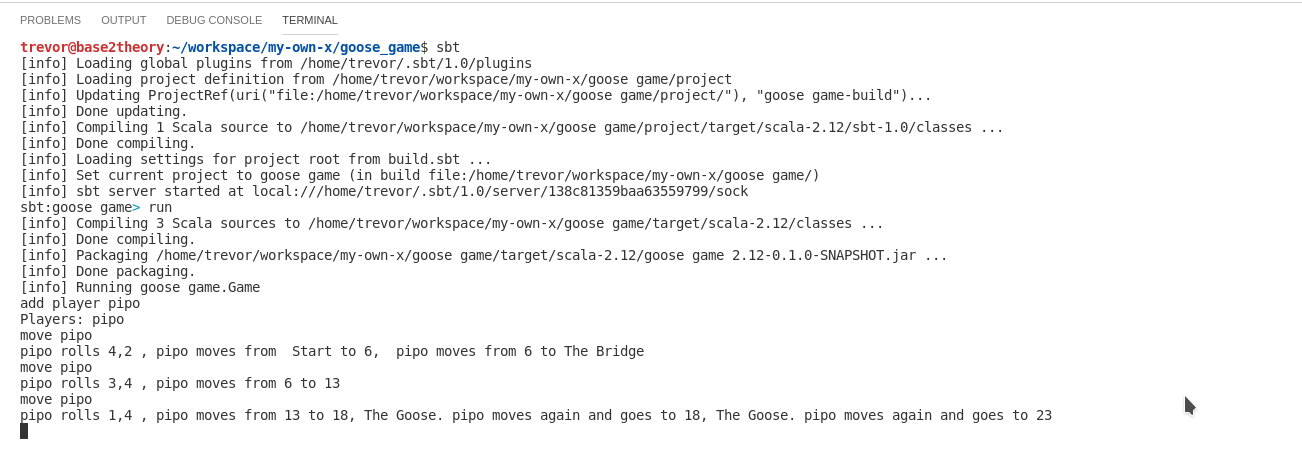 PROBLEMS OUTPUT DEBUG CONSOLE TERMINAL
trevor@base2theory:~/workspace/my-own-x/goose_game$ sbt
[info] Loading global plugins from /home/trevor/.sbt/1.0/plugins
[info] Loading project definition from /home/trevor/workspace/my-own-x/goose game/project
[info] Updating ProjectRef(uri("file:/home/trevor/workspace/my-own-x/goose game/project/"), "goose game-build")...
[info] Done updating.
[info] Compiling 1 Scala source to /home/trevor/workspace/my-own-x/goose game/project/target/scala-2.12/sbt-1.0/classes ...
[info] Done compiling.
[info] Loading settings for project root from build.sbt ...
[info] Set current project to goose game (in build file:/home/trevor/workspace/my-own-x/goose game/)
[info] sbt server started at local:///home/trevor/.sbt/1.0/server/138c81359baa63559799/sock
sbt:goose game> run
[info] Compiling 3 Scala sources to /home/trevor/workspace/my-own-x/goose game/target/scala-2.12/classes ...
[info] Done compiling.
[info] Packaging /home/trevor/workspace/my-own-x/goose game/target/scala-2.12/goose game 2.12-0.1.0-SNAPSHOT.jar ...
[info] Done packaging.
[info] Running goose game.Game
add player pipo
Players: pipo
move pipo
pipo rolls 4,2 , pipo moves from  Start to 6,  pipo moves from 6 to The Bridge
move pipo
pipo rolls 3,4 , pipo moves from 6 to 13
move pipo
pipo rolls 1,4 , pipo moves from 13 to 18, The Goose. pipo moves again and goes to 18, The Goose. pipo moves again and goes to 23